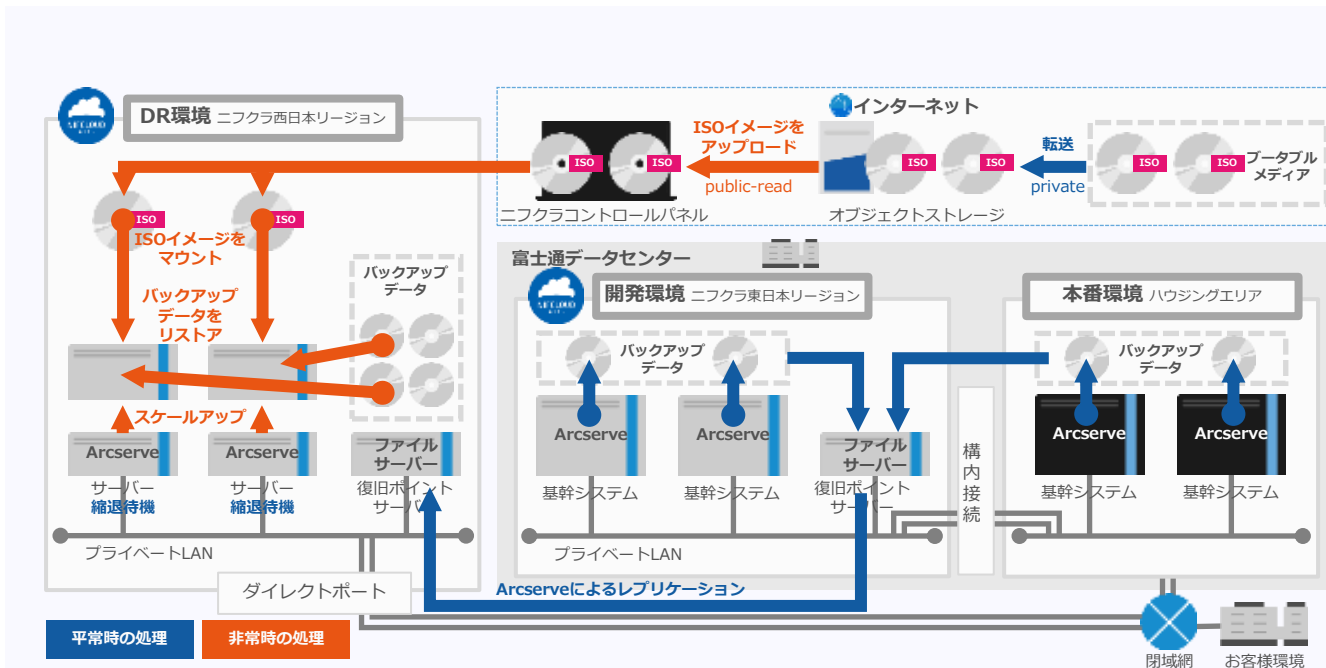 DR環境 ニフクラ西日本リージョン
インターネット
ISOイメージを
アップロード
public-read
転送
private
ISO
ISO
ISO
ISO
ISO
ISO
ブータブル
メディア
ニフクラコントロールパネル
オブジェクトストレージ
ISO
ISO
ISOイメージを
マウント
バックアップ
データ
バックアップ
データを
リストア
スケールアップ
Arcserve
Arcserve
ファイル
サーバー
サーバー
縮退待機
サーバー
縮退待機
復旧ポイント
サーバー
プライベートLAN
ダイレクトポート
富士通データセンター
開発環境 ニフクラ東日本リージョン
バックアップ
データ
Arcserve
Arcserve
ファイル
サーバー
基幹システム
基幹システム
復旧ポイント
サーバー
プライベートLAN
構内接続
本番環境 ハウジングエリア
バックアップ
データ
Arcserve
Arcserve
基幹システム
基幹システム
Arcserveによるレプリケーション
平常時の処理
非常時の処理
閉域網
お客様環境